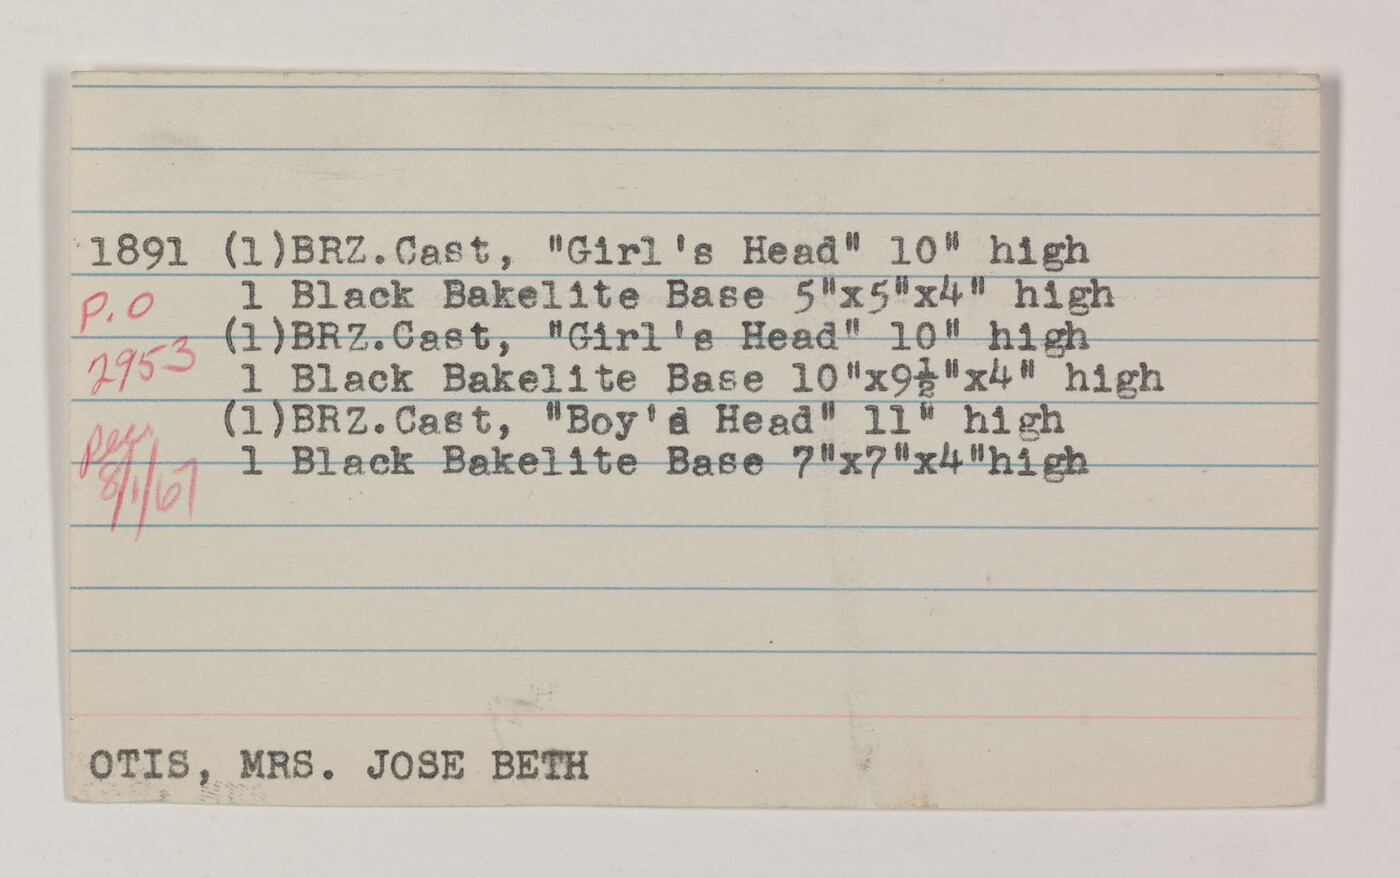 1891 (1)BRZ.Cast, "Girl's Head" 10" high
P.O 1 Black Bakelite Base 5"x5"x4" high
(1)BRZ.Cast, "Girl's Head" 10" high
2953 1 Black Bakelite Base 10"x9½"x4" high
(1)BRZ.Cast, "Boy's Head" 11" high
1 Black Bakelite Base 7"x7"x4"high
8/1/67
OTIS, MRS. JOSE BETH